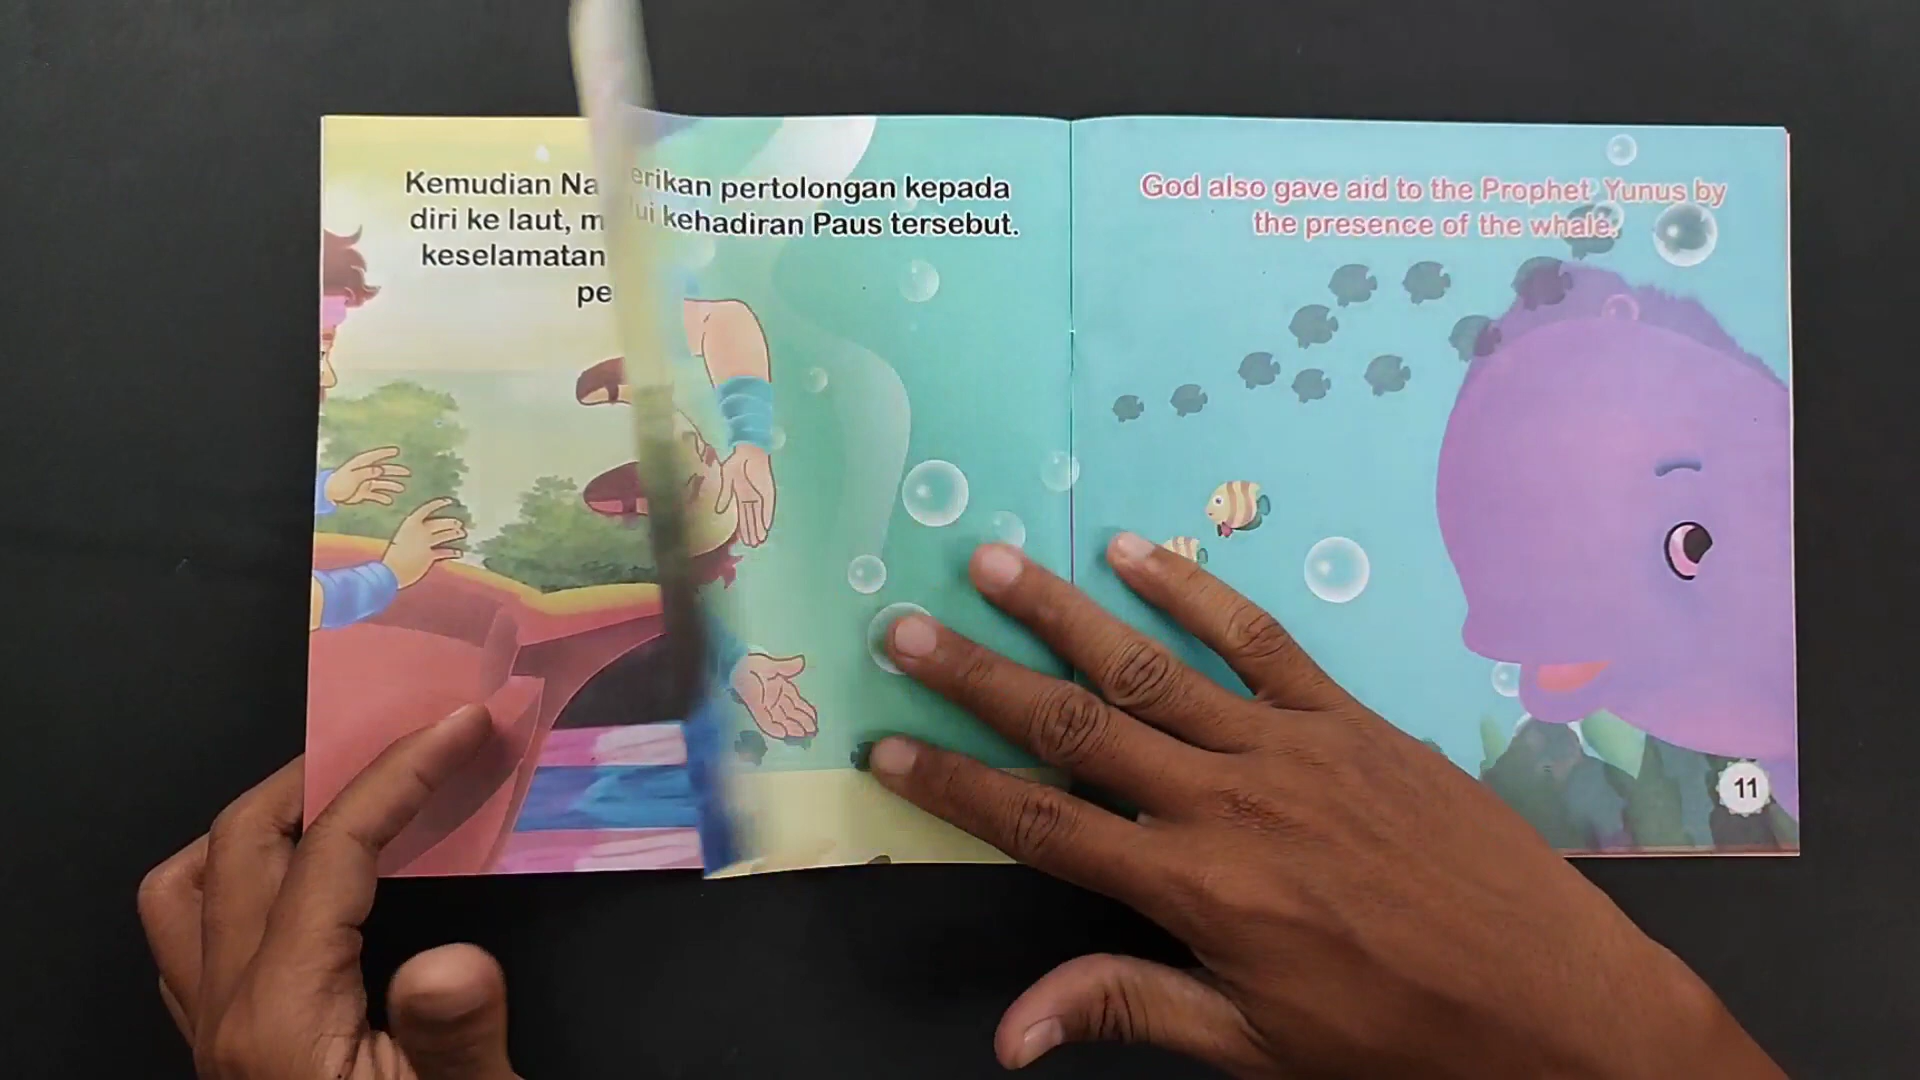 Kemudian Na
diri ke laut, m
keselamatan
pe
erikan pertolongan kepada
ui kehadiran Paus tersebut.
God also gave aid to the Prophet Yunus by
the presence of the whale.
11